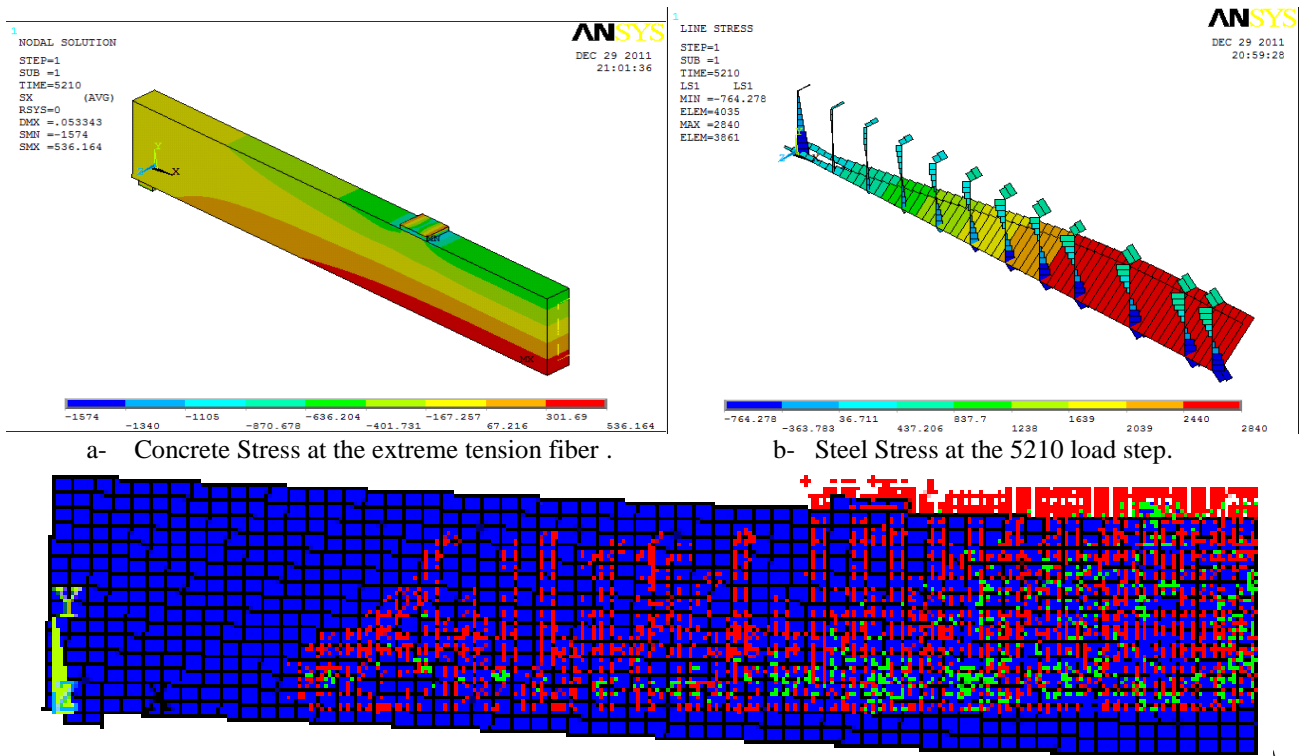 1
NODAL SOLUTION
STEP=1
SUB =1
TIME=5210
SX (AVG)
RSYS=0
DMX =.053343
SMN =-1574
SMX =536.164
ANSYS
DEC 29 2011
21:01:36
Y
Z
X
MN
MX
-1574
-1340
-1105
-870.678
-636.204
-401.731
-167.257
67.216
301.69
536.164
a- Concrete Stress at the extreme tension fiber .
1
LINE STRESS
STEP=1
SUB =1
TIME=5210
LS1 LS1
MIN =-764.278
ELEM=4035
MAX =2840
ELEM=3861
ANSYS
DEC 29 2011
20:59:28
Z
-764.278
-363.783
36.711
437.206
837.7
1238
1639
2039
2440
2840
b- Steel Stress at the 5210 load step.
Y
Z
X